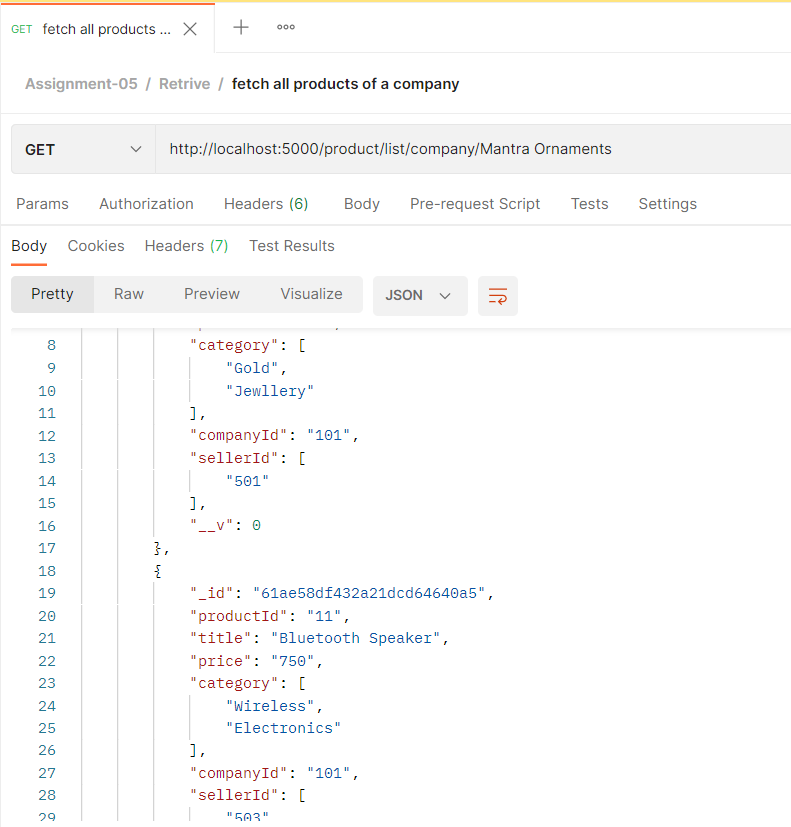 GET fetch all products ...
Assignment-05 / Retrive / fetch all products of a company
GET http://localhost:5000/product/list/company/Mantra Ornaments
Params Authorization Headers (6) Body Pre-request Script Tests Settings
Body Cookies Headers (7) Test Results
Pretty Raw Preview Visualize JSON
8 "category": [
9 "Gold",
10 "Jewllery"
11 ],
12 "companyId": "101",
13 "sellerId": [
14 "501"
15 ],
16 "__v": 0
17 },
18 {
19 "_id": "61ae58df432a21dcd64640a5",
20 "productId": "11",
21 "title": "Bluetooth Speaker",
22 "price": "750",
23 "category": [
24 "Wireless",
25 "Electronics"
26 ],
27 "companyId": "101",
28 "sellerId": [
29 "503"